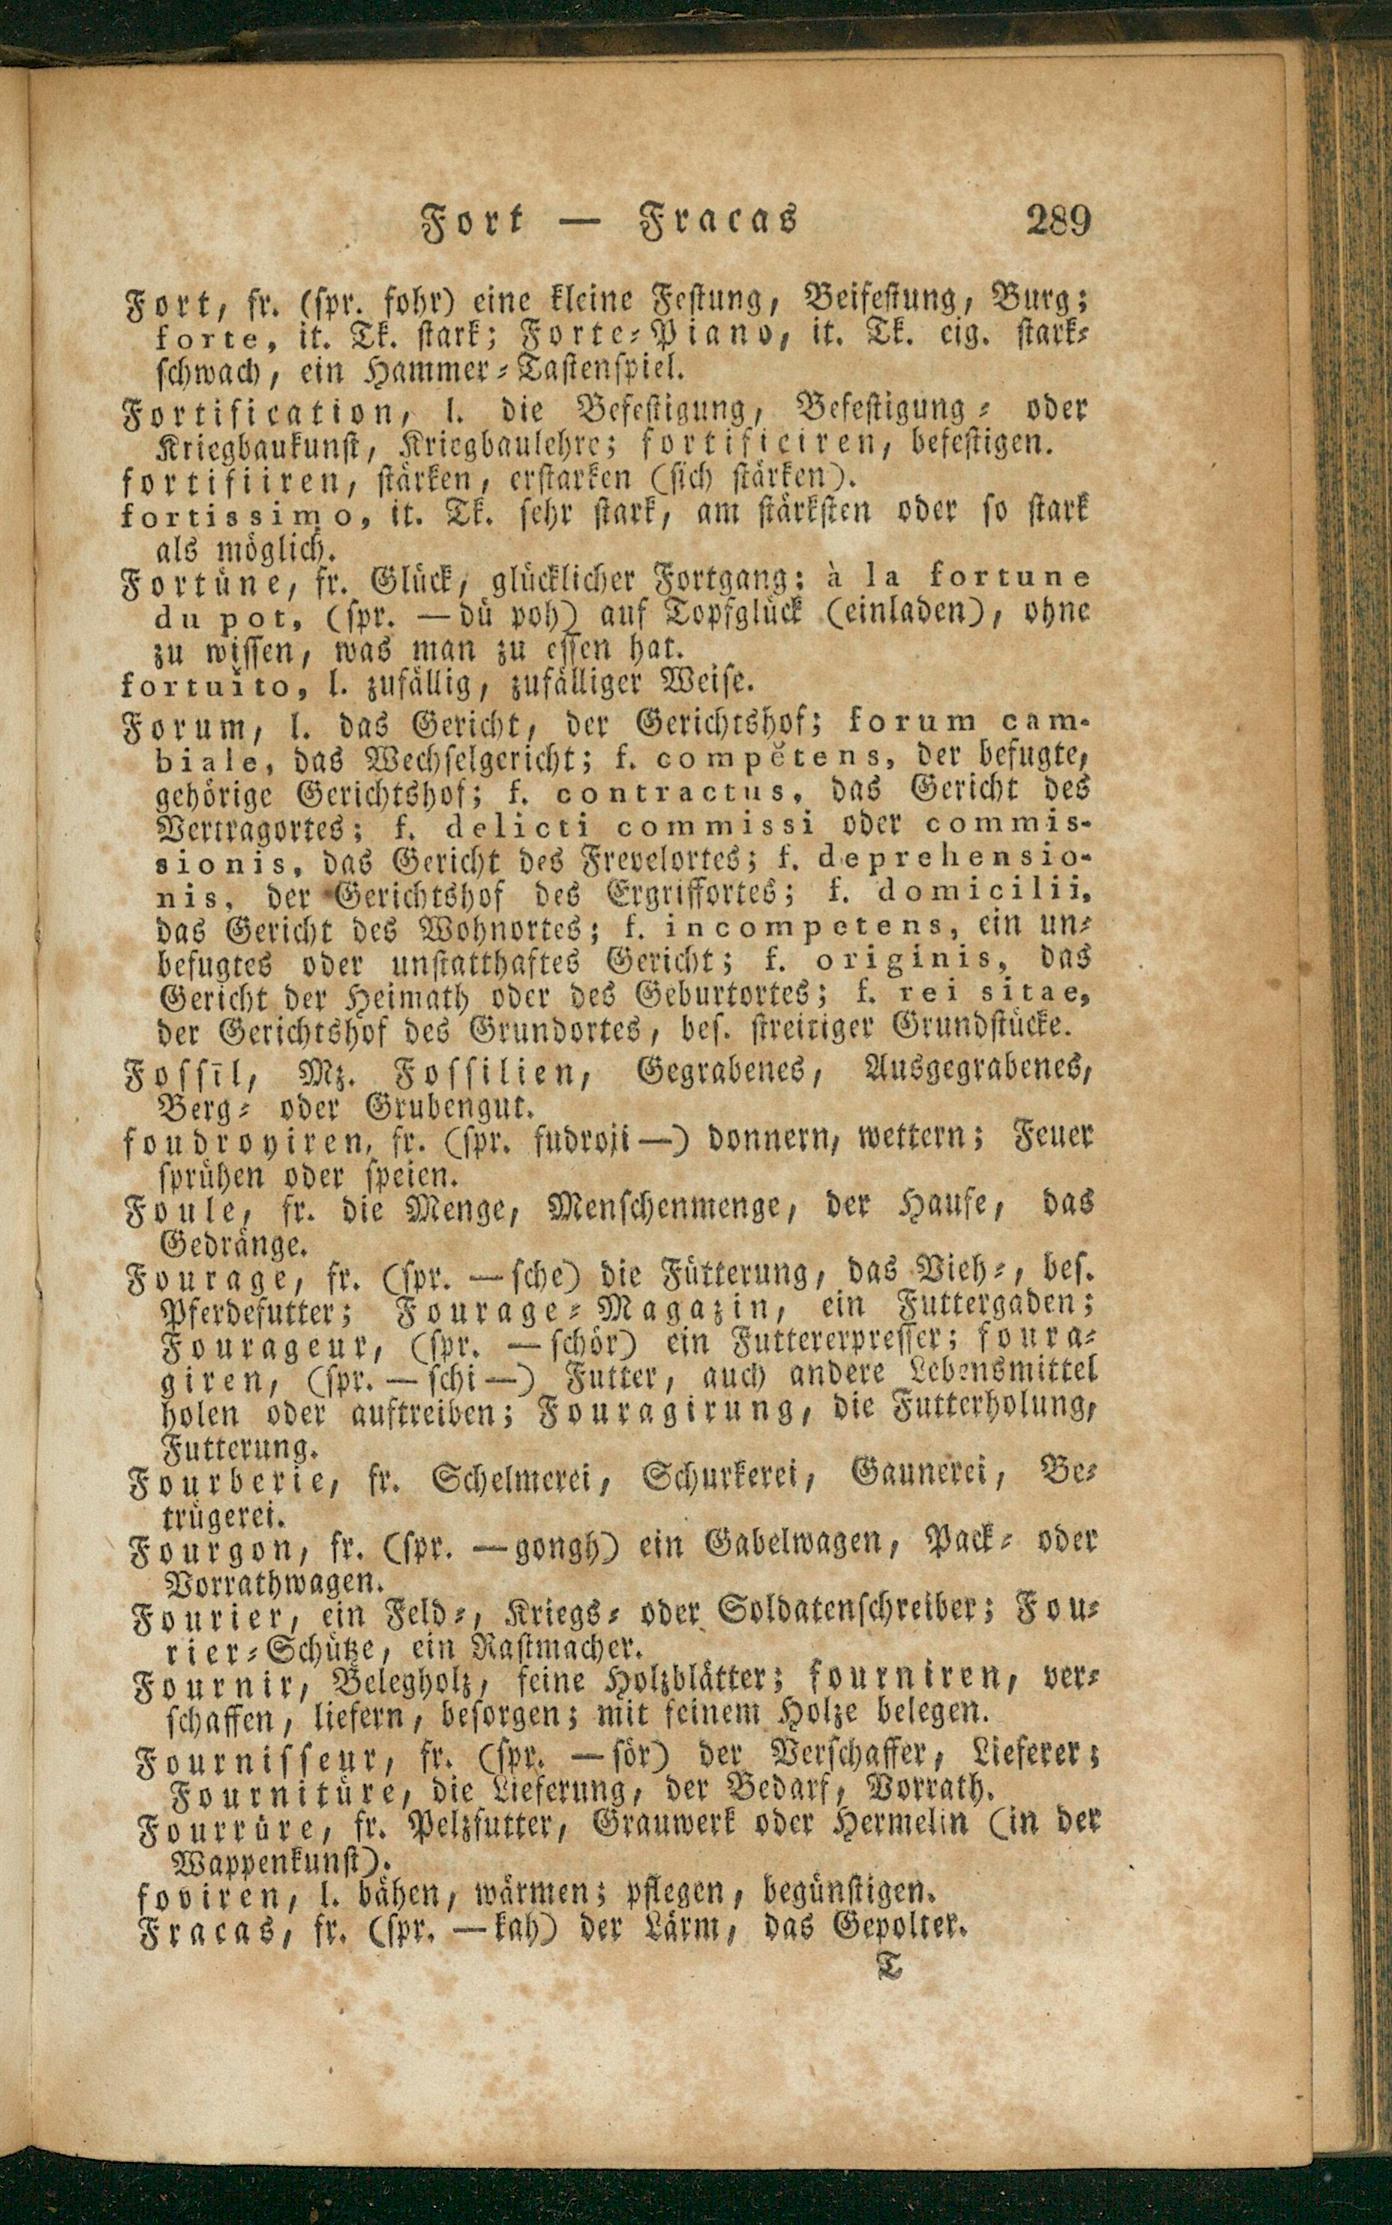 Fort — Fracas 289
Fort, fr. (spr. fohr) eine kleine Festung, Beifestung, Burg;
forte, it. Tk. stark; Forte-Piano, it. Tk. eig. stark-
schwach, ein Hammer-Tastenspiel.
Fortification, l. die Befestigung, Befestigung- oder
Kriegbaukunst, Kriegbaulehre; fortificiren, befestigen.
fortifiiren, stärken, erstarken (sich stärken).
fortissimo, it. Tk. sehr stark, am stärksten oder so stark
als möglich.
Fortüne, fr. Glück, glücklicher Fortgang; à la fortune
du pot, (spr. —dü poh) auf Topfglück (einladen), ohne
zu wissen, was man zu essen hat.
fortuĭto, l. zufällig, zufälliger Weise.
Forum, l. das Gericht, der Gerichtshof; forum cam-
biale, das Wechselgericht; f. compĕtens, der befugte,
gehörige Gerichtshof; f. contractus, das Gericht des
Vertragortes; f. delicti commissi oder commis-
sionis, das Gericht des Frevelortes; f. deprehensio-
nis, der Gerichtshof des Ergriffortes; f. domicilii,
das Gericht des Wohnortes; f. incompetens, ein un-
befugtes oder unstatthaftes Gericht; f. originis, das
Gericht der Heimath oder des Geburtortes; f. rei sitae,
der Gerichtshof des Grundortes, bes. streitiger Grundstücke.
Fossīl, Mz. Fossilien, Gegrabenes, Ausgegrabenes,
Berg- oder Grubengut.
foudroyiren, fr. (spr. fudroji—) donnern, wettern; Feuer
sprühen oder speien.
Foule, fr. die Menge, Menschenmenge, der Haufe, das
Gedränge.
Fourage, fr. (spr. —sche) die Fütterung, das Vieh-, bes.
Pferdefutter; Fourage-Magazin, ein Futtergaden;
Fourageur, (spr. —schör) ein Futtererpresser; foura-
giren, (spr. —schi—) Futter, auch andere Lebensmittel
holen oder auftreiben; Fouragirung, die Futterholung,
Futterung.
Fourberie, fr. Schelmerei, Schurkerei, Gaunerei, Be-
trügerei.
Fourgon, fr. (spr. —gongh) ein Gabelwagen, Pack- oder
Vorrathwagen.
Fourier, ein Feld-, Kriegs- oder Soldatenschreiber; Fou-
rier-Schütze, ein Rastmacher.
Fournir, Belegholz, feine Holzblätter; fourniren, ver-
schaffen, liefern, besorgen; mit feinem Holze belegen.
Fournisseur, fr. (spr. —sör) der Verschaffer, Lieferer;
Fournitüre, die Lieferung, der Bedarf, Vorrath.
Fourrüre, fr. Pelzfutter, Grauwerk oder Hermelin (in der
Wappenkunst).
foviren, l. bähen, wärmen; pflegen, begünstigen.
Fracas, fr. (spr. —kah) der Lärm, das Gepolter.
T